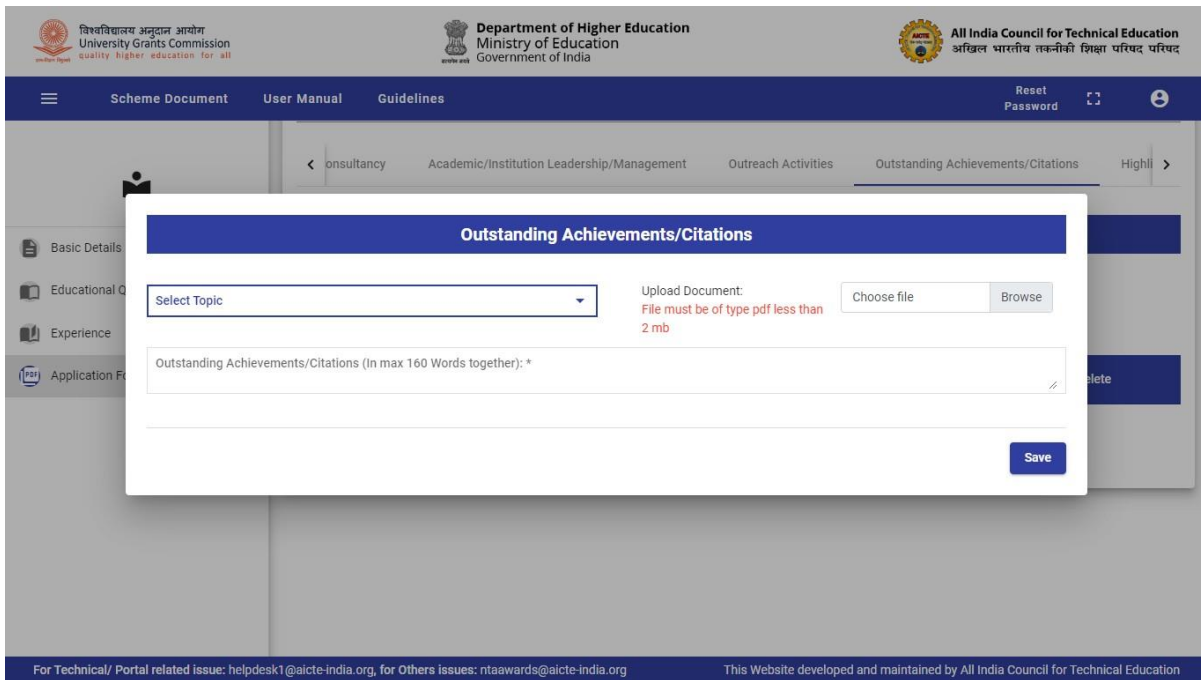 विश्वविद्यालय अनुदान आयोग
University Grants Commission
quality higher education for all
Department of Higher Education
Ministry of Education
Government of India
All India Council for Technical Education
अखिल भारतीय तकनीकी शिक्षा परिषद परिषद
Scheme Document User Manual Guidelines Reset Password
onsultancy Academic/Institution Leadership/Management Outreach Activities Outstanding Achievements/Citations Highli
Outstanding Achievements/Citations
Basic Details
Educational Q
Experience
Application Fo
Select Topic
Upload Document:
File must be of type pdf less than
2 mb
Choose file Browse
Outstanding Achievements/Citations (In max 160 Words together): *
elete
Save
For Technical/ Portal related issue: helpdesk1@aicte-india.org, for Others issues: ntaawards@aicte-india.org This Website developed and maintained by All India Council for Technical Education